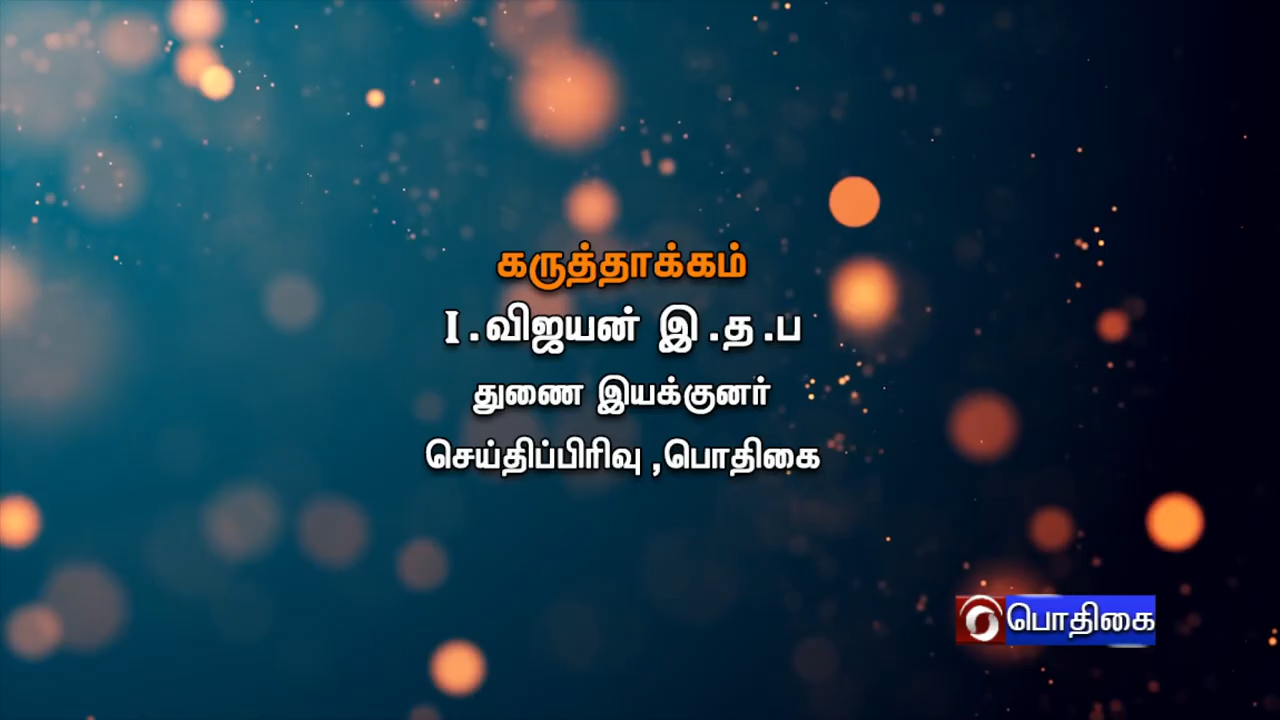 கருத்தாக்கம்
I .விஜயன் இ .த .ப
துணை இயக்குனர்
செய்திப்பிரிவு ,பொதிகை
பொதிகை